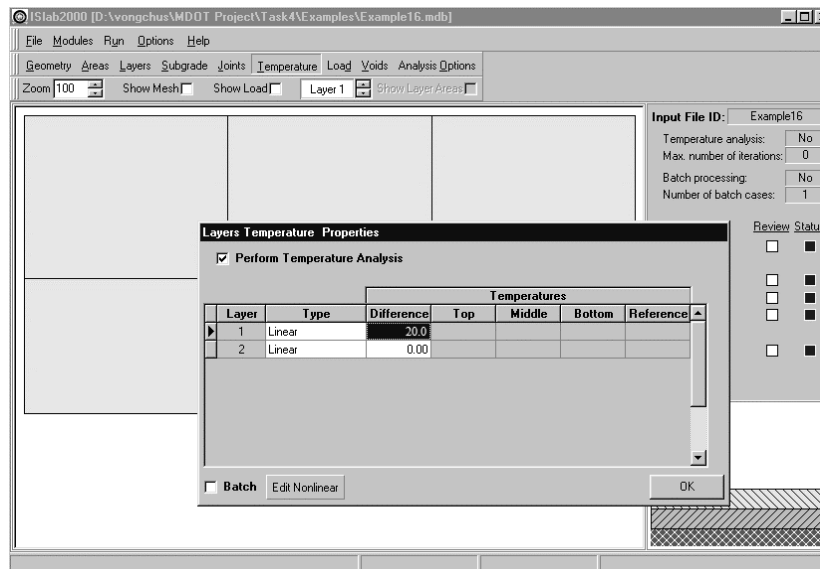 ISlab2000 [D:\vongchus\MDOT Project\Task4\Examples\Example16.mdb]
File Modules Run Options Help
Geometry Areas Layers Subgrade Joints Temperature Load Voids Analysis Options
Zoom 100 Show Mesh Show Load Layer 1 Show Layer Areas
Input File ID: Example16
Temperature analysis: No
Max. number of iterations: 0
Batch processing: No
Number of batch cases: 1
Review Statu
Layers Temperature Properties
Perform Temperature Analysis
Temperatures
Layer Type Difference Top Middle Bottom Reference
1 Linear 20.0
2 Linear 0.00
Batch Edit Nonlinear OK